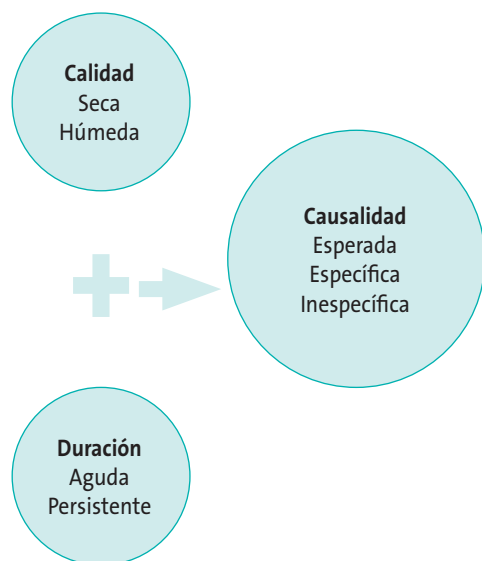 Calidad
Seca
Húmeda
Causalidad
Esperada
Específica
Inespecífica
Duración
Aguda
Persistente